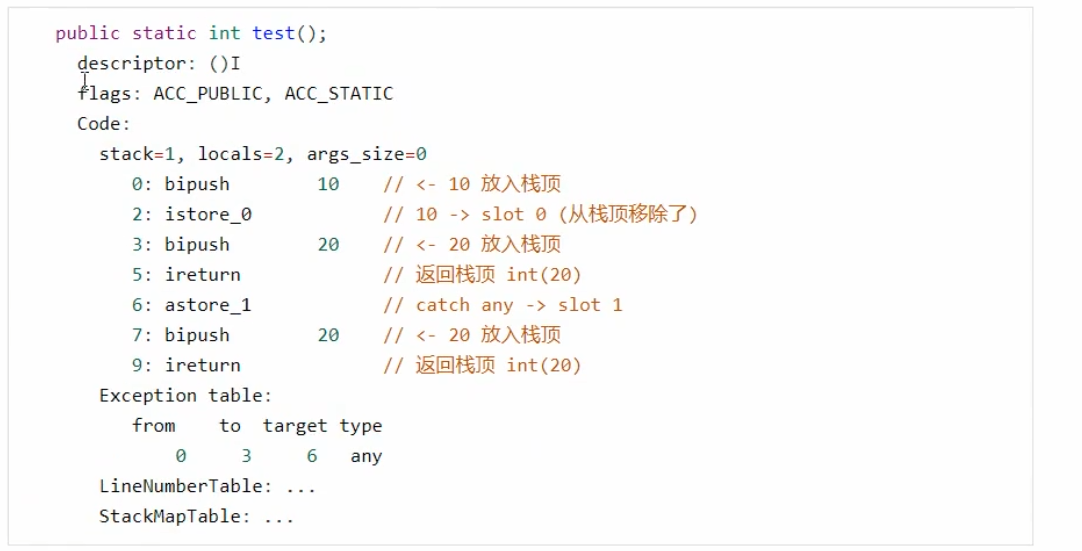 public static int test();
descriptor: ()I
flags: ACC_PUBLIC, ACC_STATIC
Code:
stack=1, locals=2, args_size=0
0: bipush 10 // <- 10 放入栈顶
2: istore_0 // 10 -> slot 0 (从栈顶移除了)
3: bipush 20 // <- 20 放入栈顶
5: ireturn // 返回栈顶 int(20)
6: astore_1 // catch any -> slot 1
7: bipush 20 // <- 20 放入栈顶
9: ireturn // 返回栈顶 int(20)
Exception table:
from to target type
0 3 6 any
LineNumberTable: ...
StackMapTable: ...